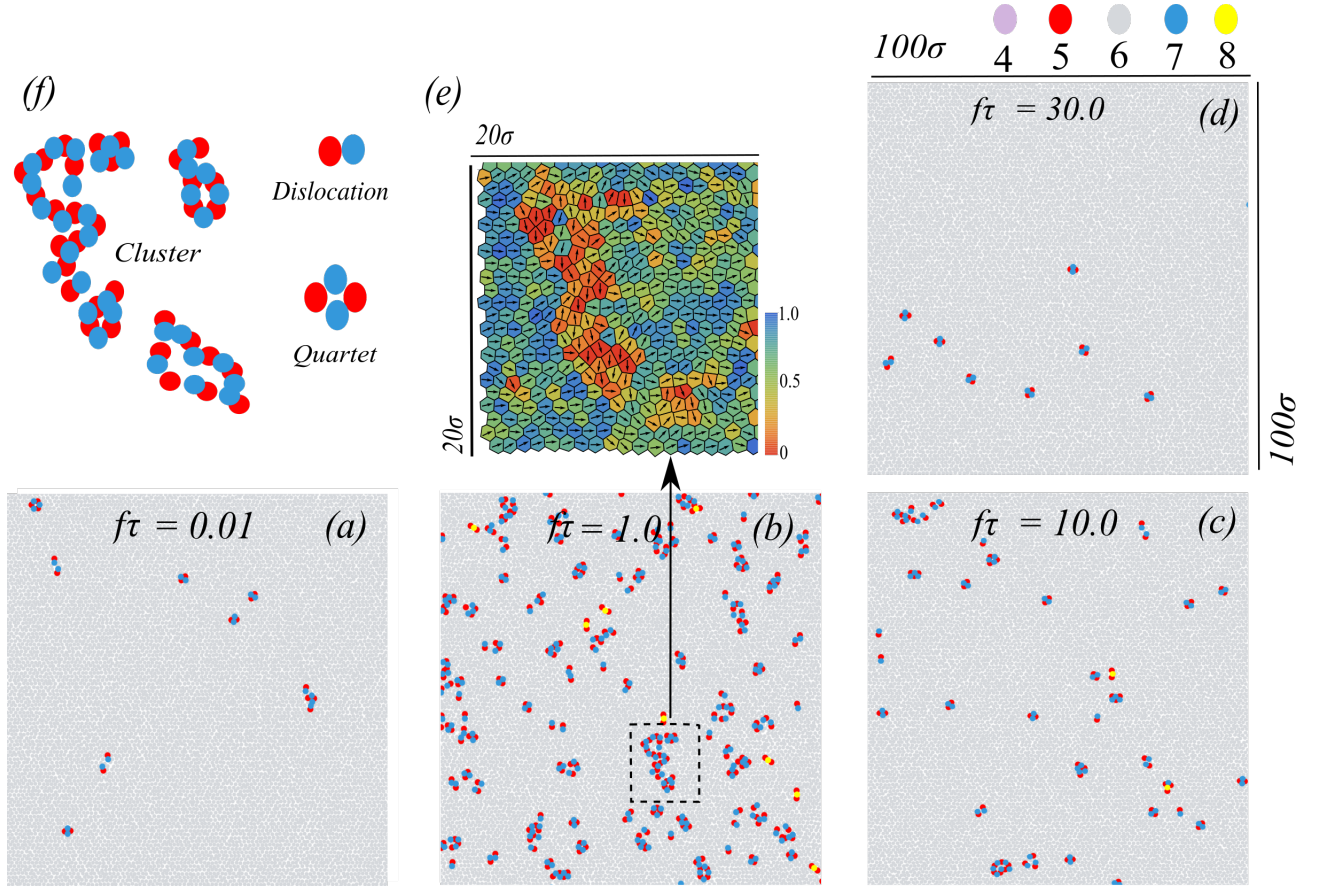 (f)
Dislocation
Cluster
Quartet
(e)
20σ
20σ
1.0
0.5
0
100σ
4 5 6 7 8
fτ = 30.0 (d)
100σ
fτ = 0.01 (a)
fτ = 1.0 (b)
fτ = 10.0 (c)